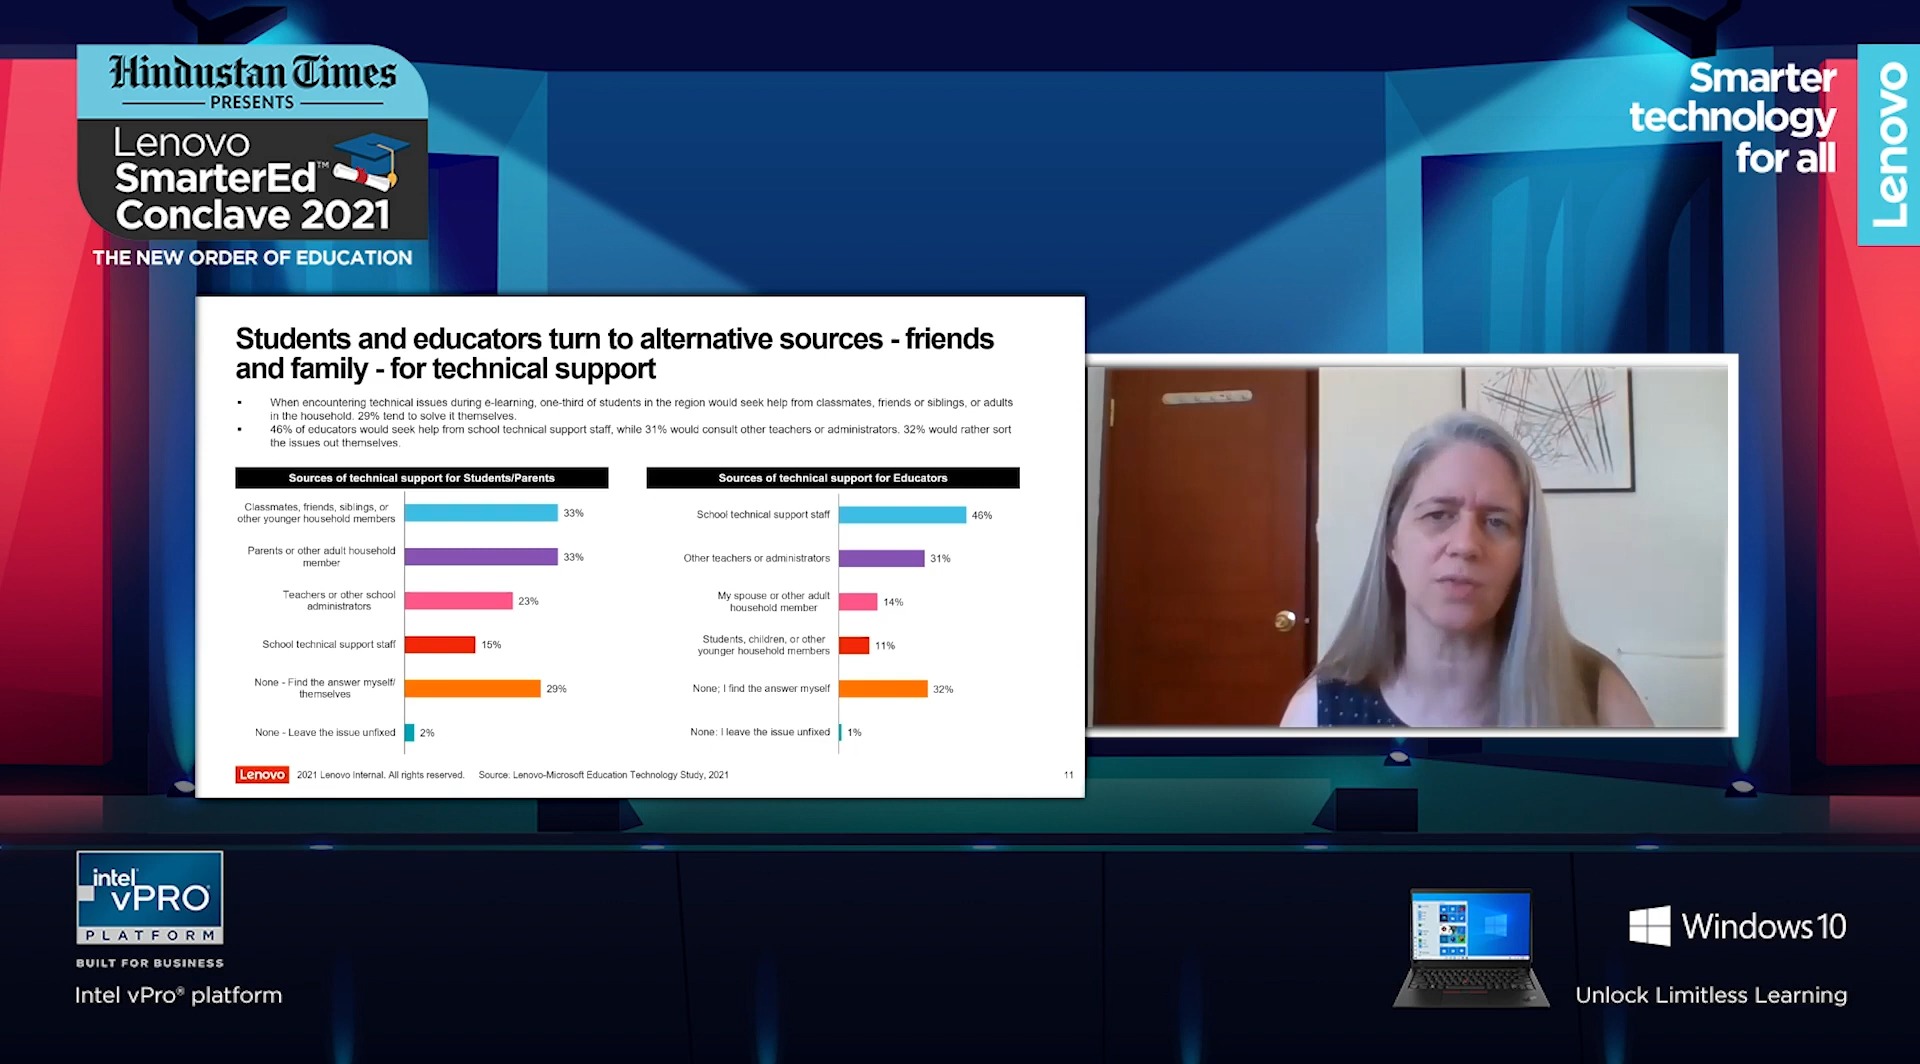 Hindustan Times
PRESENTS
Lenovo
SmarterEd™
Conclave 2021
THE NEW ORDER OF EDUCATION
Smarter
technology
for all
Lenovo
Students and educators turn to alternative sources - friends
and family - for technical support
▪ When encountering technical issues during e-learning, one-third of students in the region would seek help from classmates, friends or siblings, or adults
in the household. 29% tend to solve it themselves.
▪ 46% of educators would seek help from school technical support staff, while 31% would consult other teachers or administrators. 32% would rather sort
the issues out themselves.
Sources of technical support for Students/Parents
Classmates, friends, siblings, or
other younger household members
33%
Parents or other adult household
member
33%
Teachers or other school
administrators
23%
School technical support staff
15%
None - Find the answer myself/
themselves
29%
None - Leave the issue unfixed
2%
Sources of technical support for Educators
School technical support staff
46%
Other teachers or administrators
31%
My spouse or other adult
household member
14%
Students, children, or other
younger household members
11%
None; I find the answer myself
32%
None: I leave the issue unfixed
1%
Lenovo 2021 Lenovo Internal. All rights reserved. Source: Lenovo-Microsoft Education Technology Study, 2021 11
intel
vPRO
PLATFORM
BUILT FOR BUSINESS
Intel vPro® platform
Windows 10
Unlock Limitless Learning